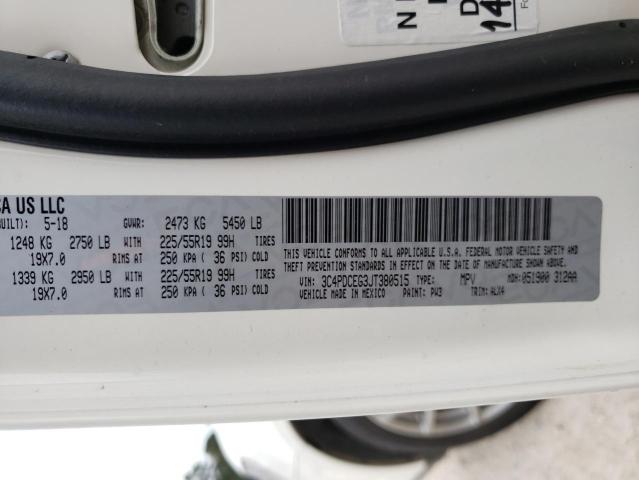 CA US LLC
BUILT): 5-18 GVWR: 2473 KG 5450 LB
1248 KG 2750 LB WITH 225/55R19 99H TIRES
19X7.0 RIMS AT 250 KPA ( 36 PSI) COLD
1339 KG 2950 LB WITH 225/55R19 99H TIRES
19X7.0 RIMS AT 250 KPA ( 36 PSI) COLD
THIS VEHICLE CONFORMS TO ALL APPLICABLE U.S.A. FEDERAL MOTOR VEHICLE SAFETY AND
THEFT PREVENTION STANDARDS IN EFFECT ON THE DATE OF MANUFACTURE SHOWN ABOVE.
VIN: 3C4PDCEG3JT380515 TYPE: MPV MDH: 051900 312AA
VEHICLE MADE IN MEXICO PAINT: PW3 TRIM: ALX9